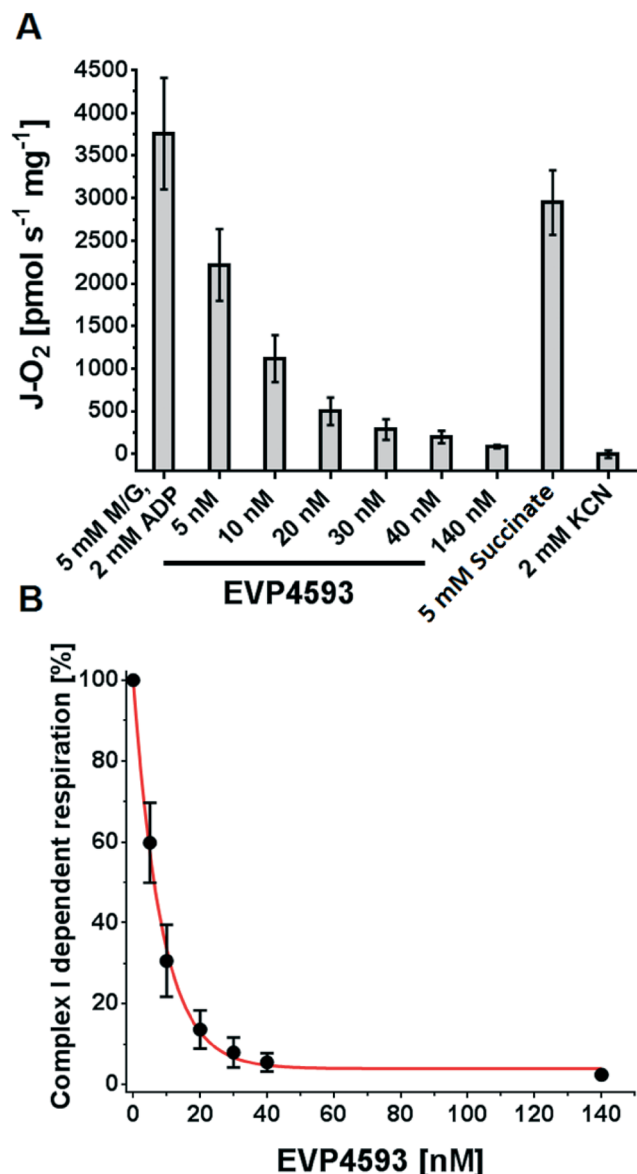 A
J-O₂ [pmol s⁻¹ mg⁻¹]
4500
4000
3500
3000
2500
2000
1500
1000
500
0
5 mM M/G,
2 mM ADP
5 nM
10 nM
20 nM
30 nM
40 nM
140 nM
5 mM Succinate
2 mM KCN
EVP4593
B
Complex I dependent respiration [%]
100
80
60
40
20
0
0 20 40 60 80 100 120 140
EVP4593 [nM]